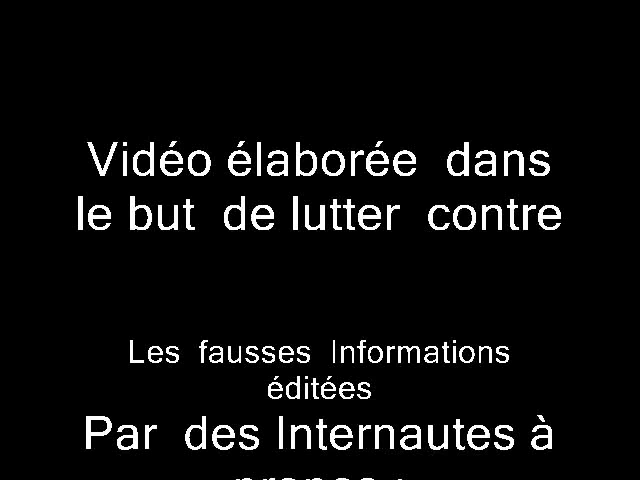 Vidéo élaborée dans
le but de lutter contre
Les fausses Informations
éditées
Par des Internautes à